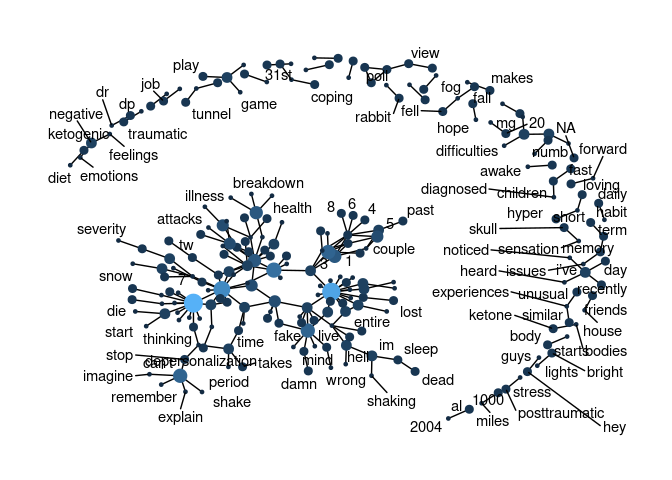 view
play
31st
poll
dr
job
makes
fog
coping
fall
negative
dp
game
tunnel
rabbit
fell
mg
20
NA
ketogenic
traumatic
hope
feelings
difficulties
numb
forward
diet
emotions
awake
fast
breakdown
diagnosed
children
loving
daily
illness
health
8
6
4
past
hyper
short
habit
attacks
5
skull
term
severity
tw
couple
noticed
sensation
memory
3
1
heard
issues
i've
day
snow
7
experiences
unusual
recently
die
lost
ketone
similar
friends
start
entire
house
thinking
fake
live
body
time
im
sleep
stop
can't
depersonalization
takes
mind
hell
guys
starts
bodies
imagine
period
damn
wrong
dead
lights
bright
remember
shake
shaking
stress
explain
al
1000
posttraumatic
2004
miles
hey